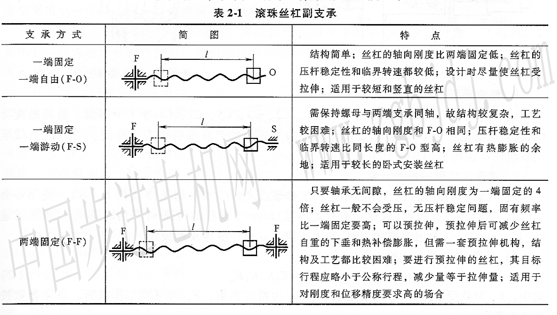 表 2-1 滚珠丝杠副支承
支承方式 简图 特点
一端固定
一端自由(F-O)
F
l
O
结构简单；丝杠的轴向刚度比两端固定低；丝杠的
压杆稳定性和临界转速都较低；设计时尽量使丝杠受
拉伸；适用于较短和竖直的丝杠
一端固定
一端游动(F-S)
F
l
S
需保持螺母与两端支承同轴，故结构较复杂，工艺
较困难；丝杠的轴向刚度和 F-O 相同；压杆稳定性和
临界转速比同长度的 F-O 型高；丝杠有热膨胀的余
地；适用于较长的卧式安装丝杠
两端固定(F-F)
F
l
F
只要轴承无间隙，丝杠的轴向刚度为一端固定的 4
倍；丝杠一般不会受压，无压杆稳定问题，固有频率
比一端固定要高；可以预拉伸，预拉伸后可减少丝杠
自重的下垂和热补偿膨胀，但需一套预拉伸机构，结
构及工艺都比较困难；要进行预拉伸的丝杠，其目标
行程应略小于公称行程，减少量等于拉伸量；适用于
对刚度和位移精度要求高的场合
中国步进电机网